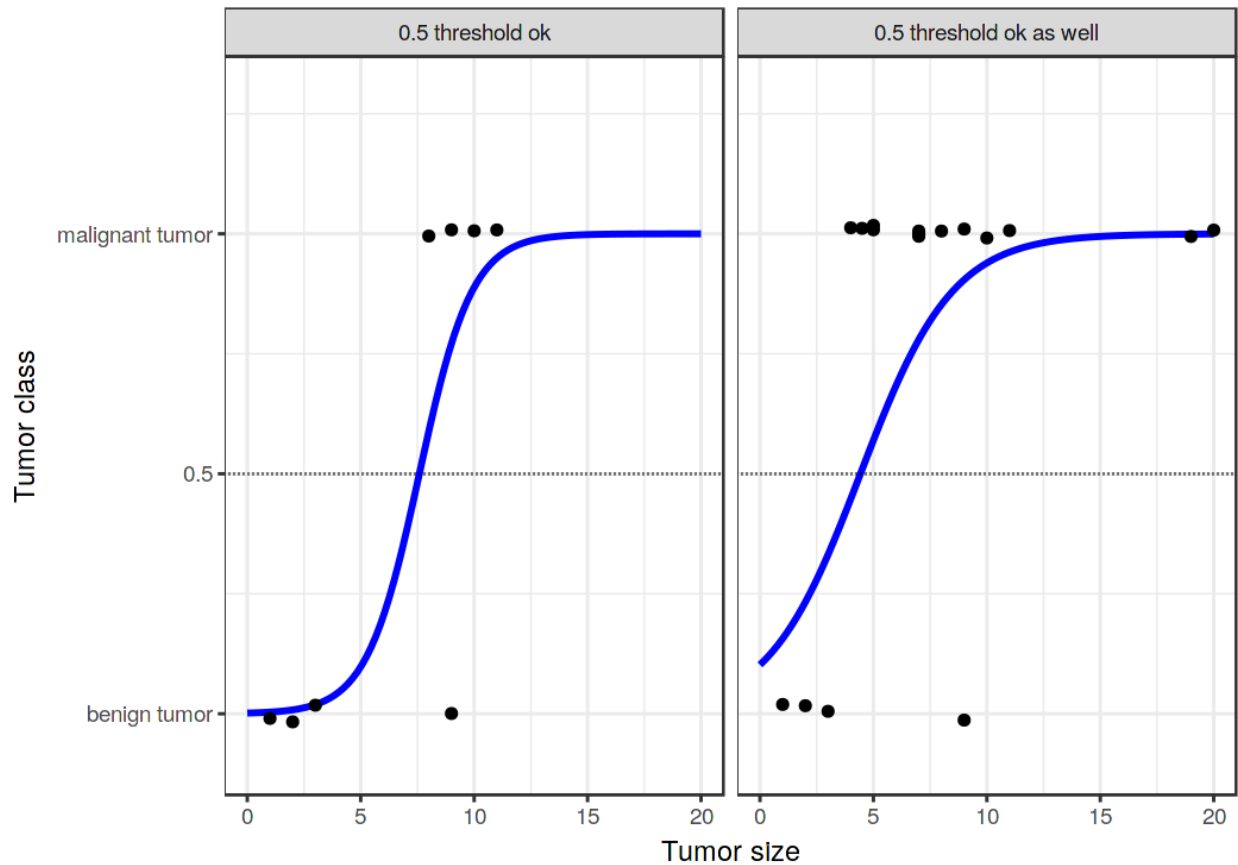 0.5 threshold ok
0.5 threshold ok as well
malignant tumor
0.5
benign tumor
Tumor class
0 5 10 15 20
0 5 10 15 20
Tumor size